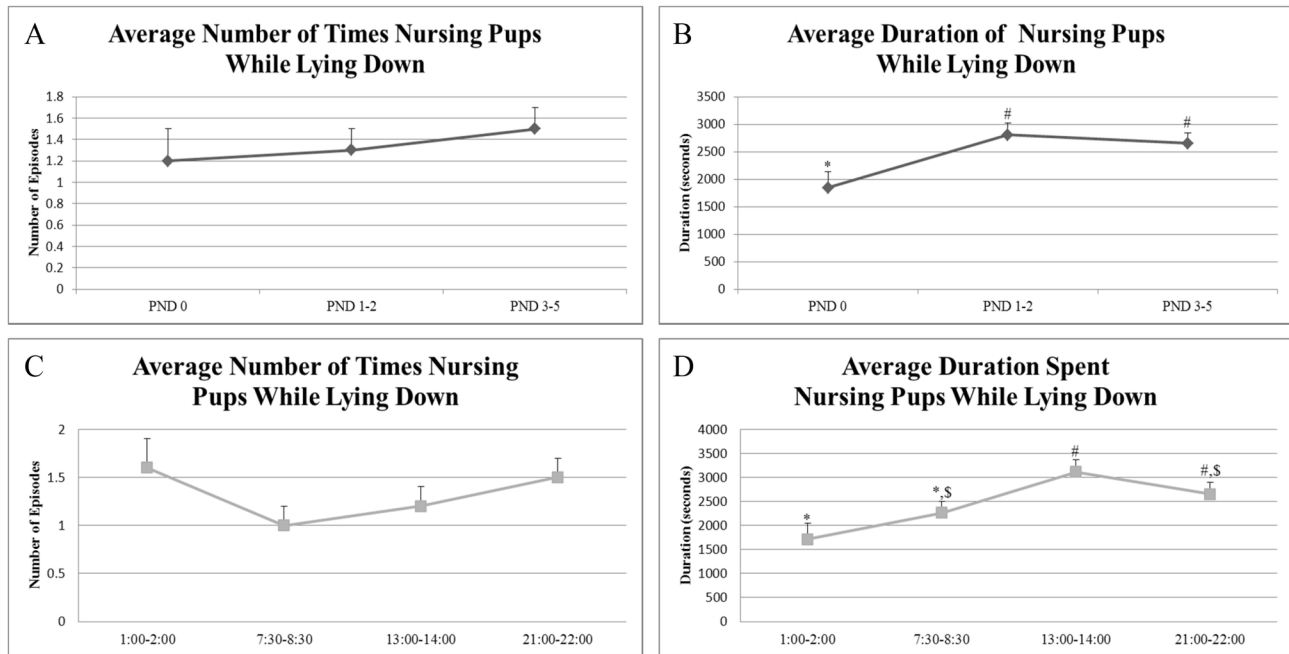 A
Average Number of Times Nursing Pups
While Lying Down
Number of Episodes
1.8
1.6
1.4
1.2
1
0.8
0.6
0.4
0.2
0
PND 0
PND 1-2
PND 3-5
B
Average Duration of Nursing Pups
While Lying Down
Duration (seconds)
3500
3000
2500
2000
1500
1000
500
0
*
#
#
PND 0
PND 1-2
PND 3-5
C
Average Number of Times Nursing
Pups While Lying Down
Number of Episodes
2
1.5
1
0.5
0
1:00-2:00
7:30-8:30
13:00-14:00
21:00-22:00
D
Average Duration Spent
Nursing Pups While Lying Down
Duration (seconds)
4000
3500
3000
2500
2000
1500
1000
500
0
*
*,$
#
#,$
1:00-2:00
7:30-8:30
13:00-14:00
21:00-22:00